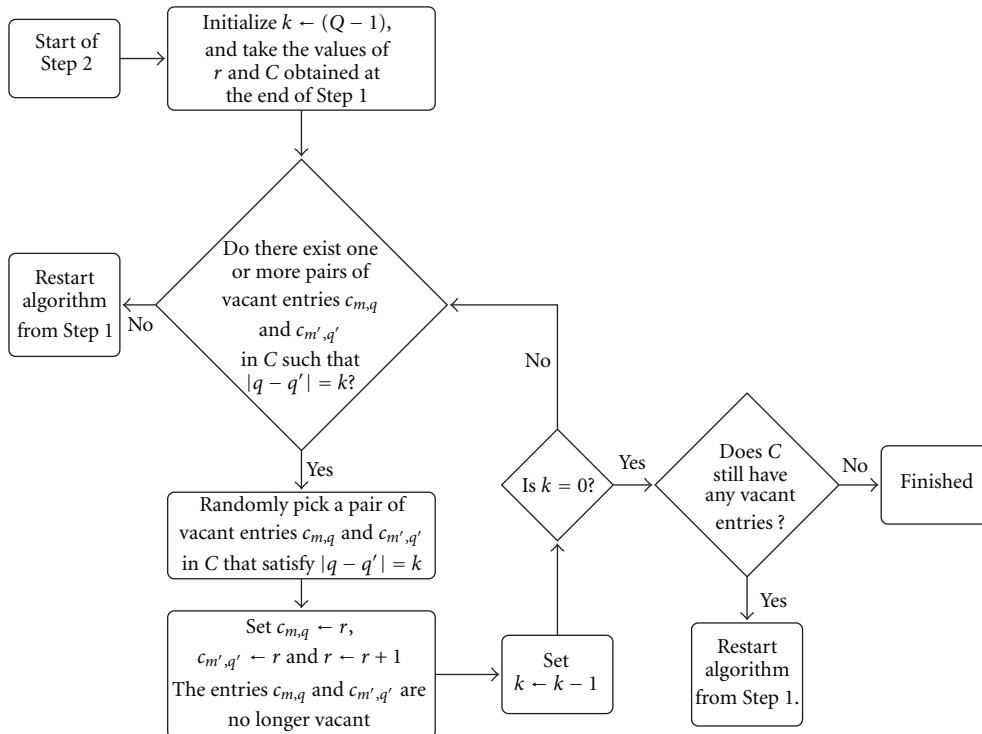 Start of
Step 2
Initialize k ← (Q − 1),
and take the values of
r and C obtained at
the end of Step 1
Do there exist one
or more pairs of
vacant entries c_{m,q}
and c_{m′,q′}
in C such that
|q − q′| = k?
No
Restart
algorithm
from Step 1
Yes
Randomly pick a pair of
vacant entries c_{m,q} and c_{m′,q′}
in C that satisfy |q − q′| = k
Set c_{m,q} ← r,
c_{m′,q′} ← r and r ← r + 1
The entries c_{m,q} and c_{m′,q′} are
no longer vacant
Set
k ← k − 1
Is k = 0?
No
Yes
Does C
still have
any vacant
entries ?
No
Finished
Yes
Restart
algorithm
from Step 1.